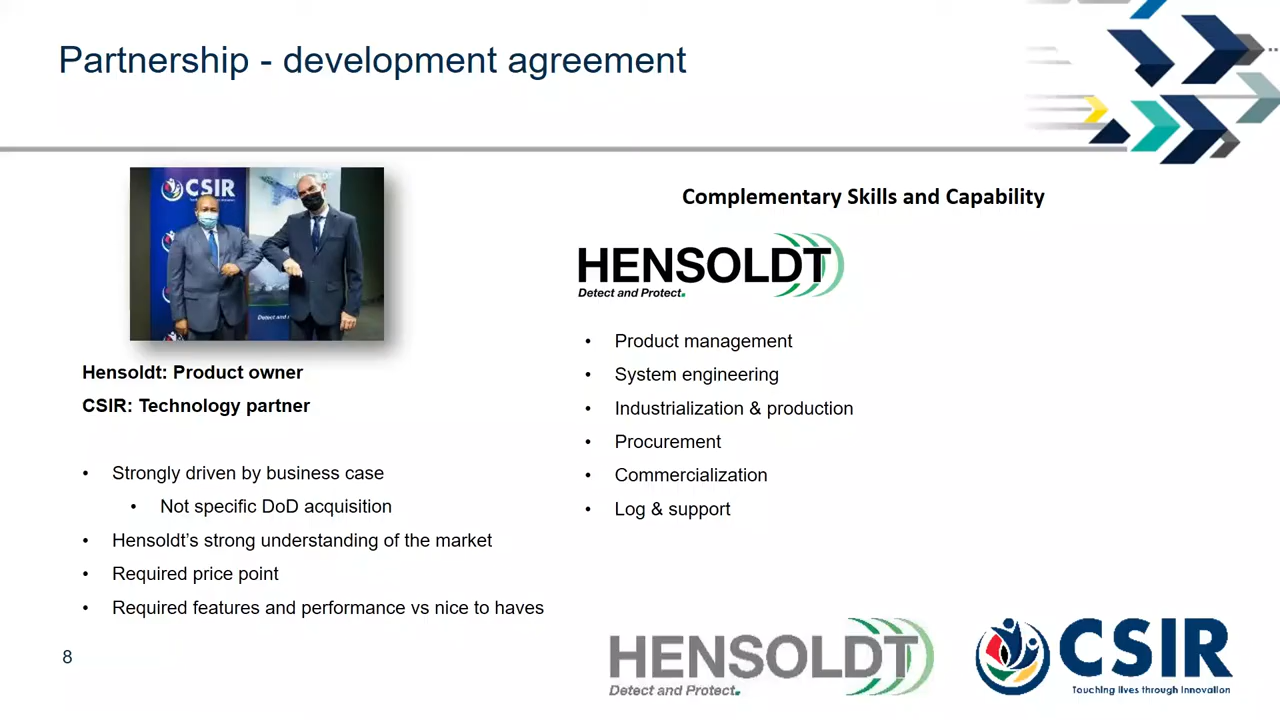 Partnership - development agreement
CSIR
HENSOLDT
Hensoldt: Product owner
CSIR: Technology partner
• Strongly driven by business case
• Not specific DoD acquisition
• Hensoldt’s strong understanding of the market
• Required price point
• Required features and performance vs nice to haves
Complementary Skills and Capability
HENSOLDT
Detect and Protect.
• Product management
• System engineering
• Industrialization & production
• Procurement
• Commercialization
• Log & support
8
HENSOLDT
Detect and Protect.
CSIR
Touching lives through innovation